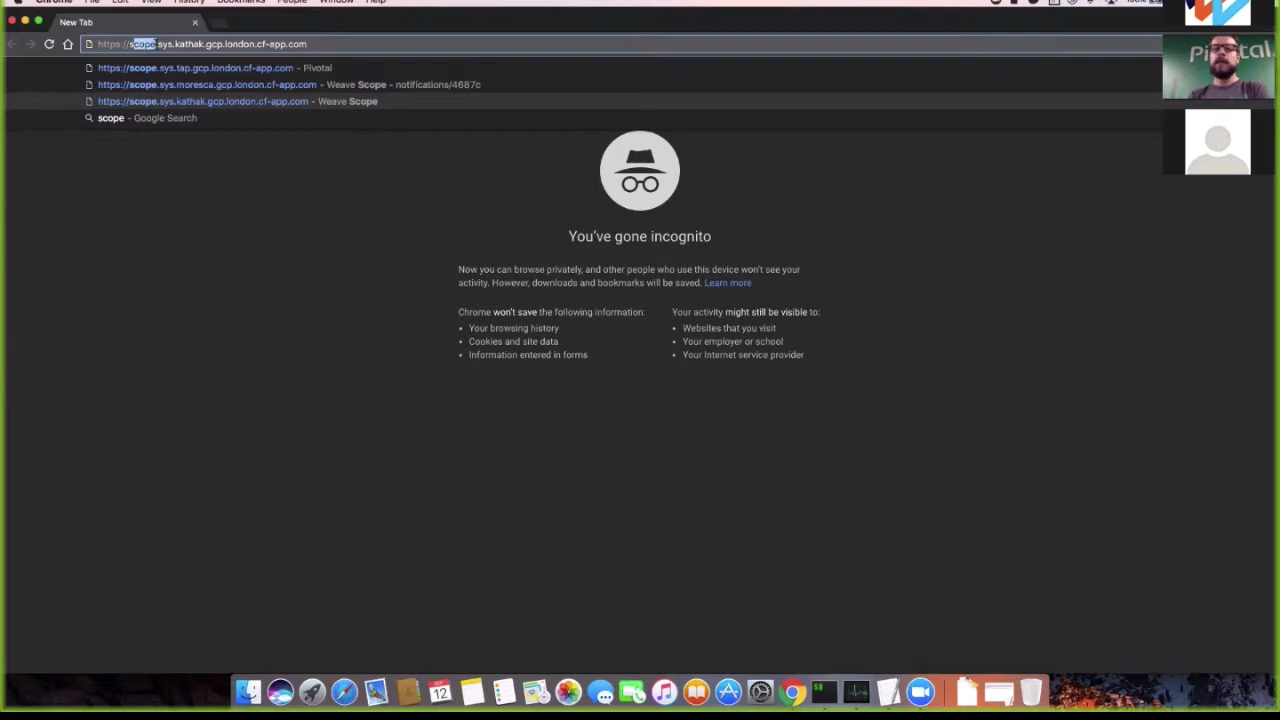 Chrome File Edit View History Bookmarks People Window Help
New Tab
https://scope.sys.kathak.gcp.london.cf-app.com
https://scope.sys.tap.gcp.london.cf-app.com – Pivotal
https://scope.sys.moresca.gcp.london.cf-app.com – Weave Scope - notifications/4687c
https://scope.sys.kathak.gcp.london.cf-app.com – Weave Scope
scope – Google Search
Pivotal
You've gone incognito
Now you can browse privately, and other people who use this device won't see your
activity. However, downloads and bookmarks will be saved. Learn more
Chrome won't save the following information:
• Your browsing history
• Cookies and site data
• Information entered in forms
Your activity might still be visible to:
• Websites that you visit
• Your employer or school
• Your Internet service provider
SEP
12